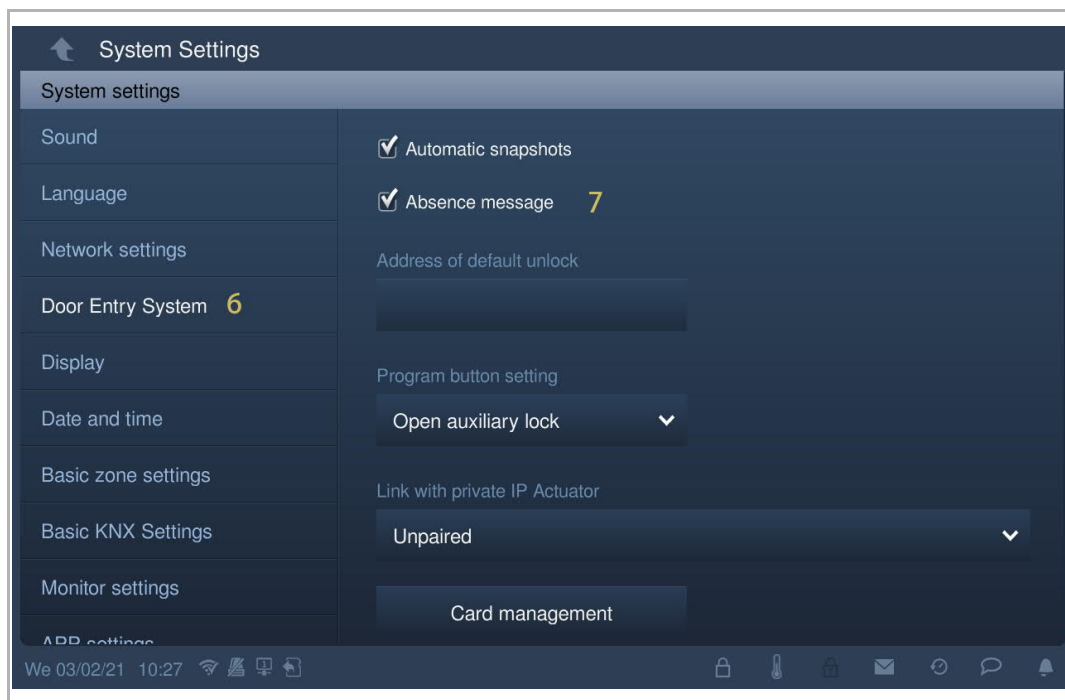 System Settings
System settings
Sound
Language
Network settings
Door Entry System 6
Display
Date and time
Basic zone settings
Basic KNX Settings
Monitor settings
APP settings
Automatic snapshots
Absence message 7
Address of default unlock
Program button setting
Open auxiliary lock
Link with private IP Actuator
Unpaired
Card management
We 03/02/21 10:27